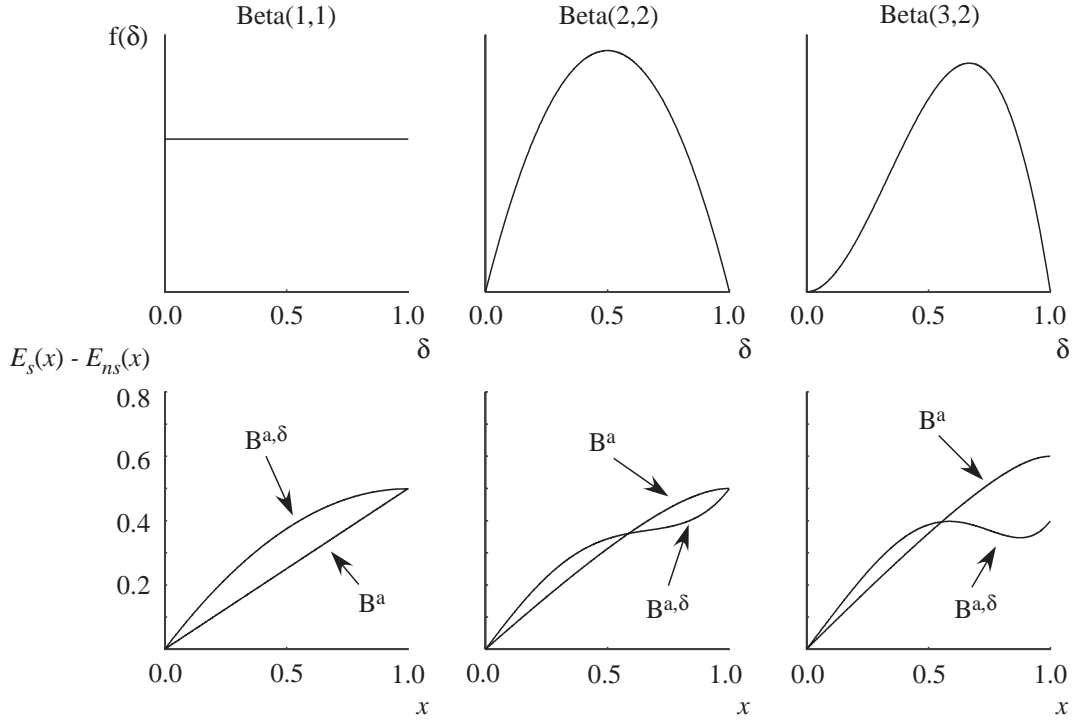 Beta(1,1) Beta(2,2) Beta(3,2)
f(δ)
0.0 0.5 1.0 0.0 0.5 1.0 0.0 0.5 1.0
δ δ δ
E_s(x) - E_ns(x)
0.8
0.6
0.4
0.2
B^a,δ
B^a
B^a
B^a,δ
B^a
B^a,δ
0.0 0.5 1.0 0.0 0.5 1.0 0.0 0.5 1.0
x x x